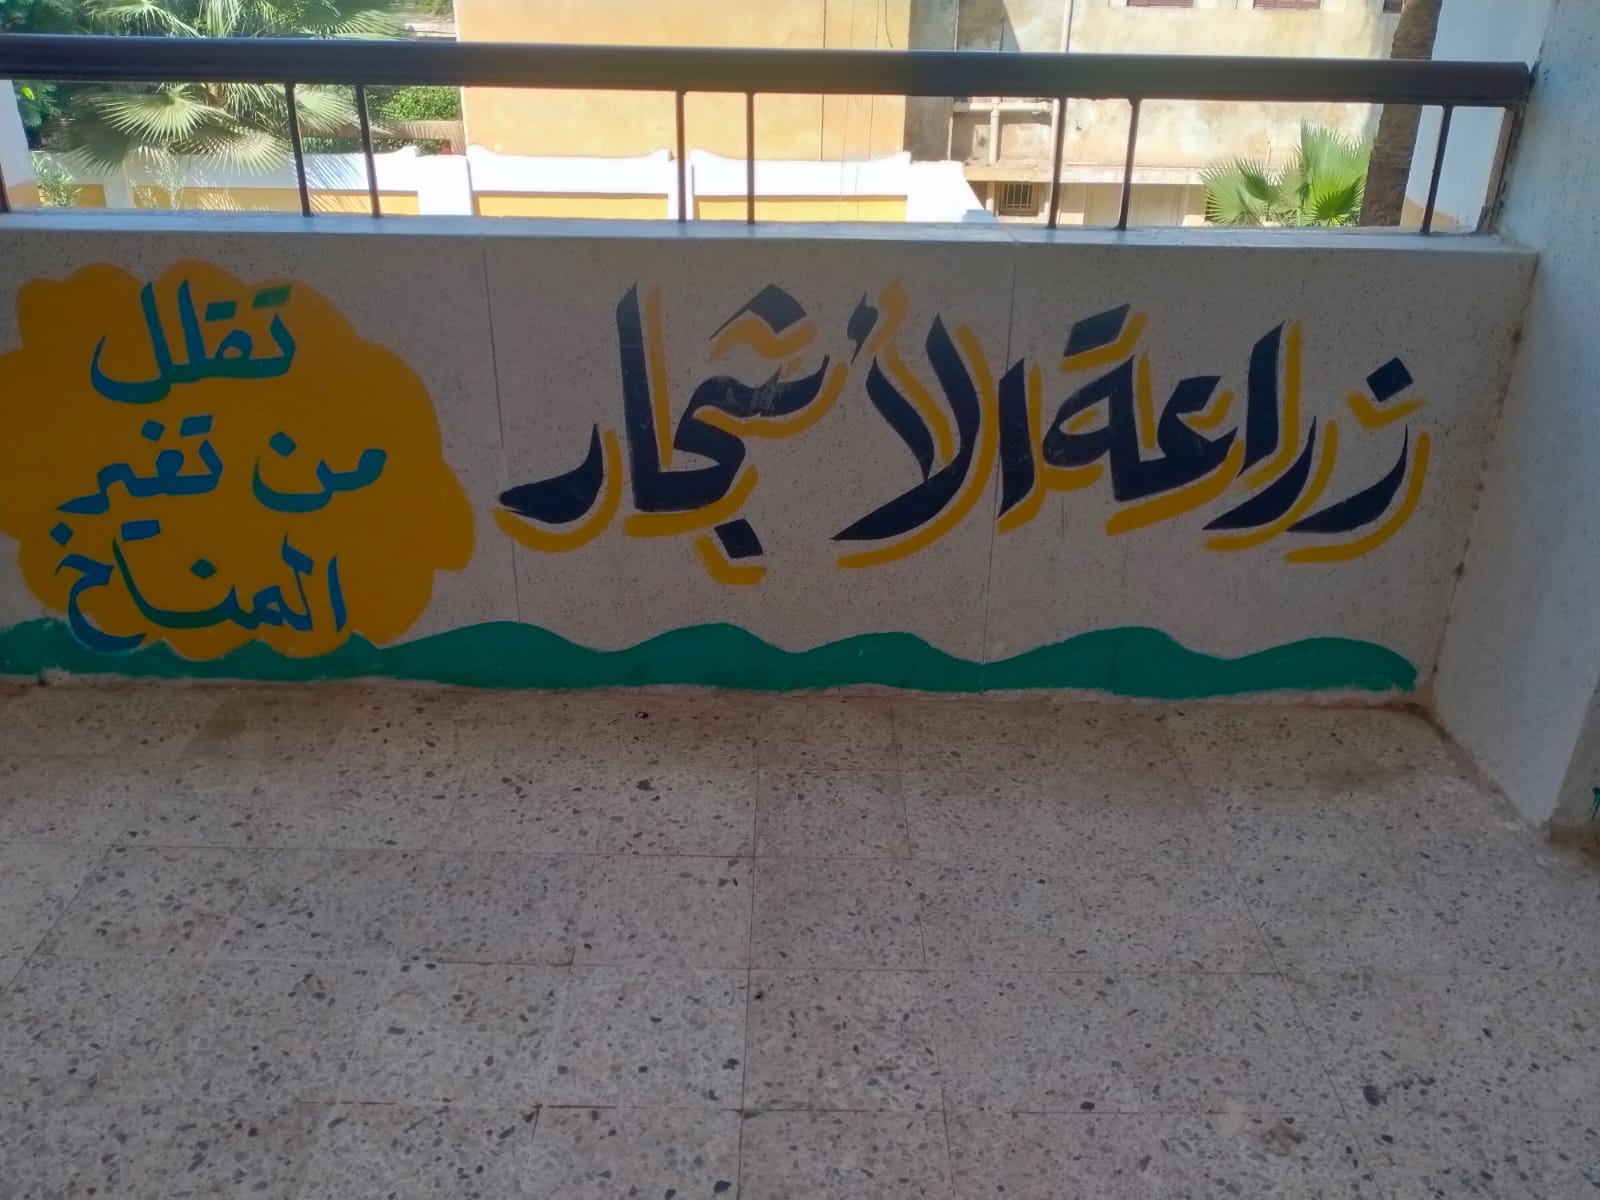 زراعة الأشجار
تقلل
من تغير
المناخ